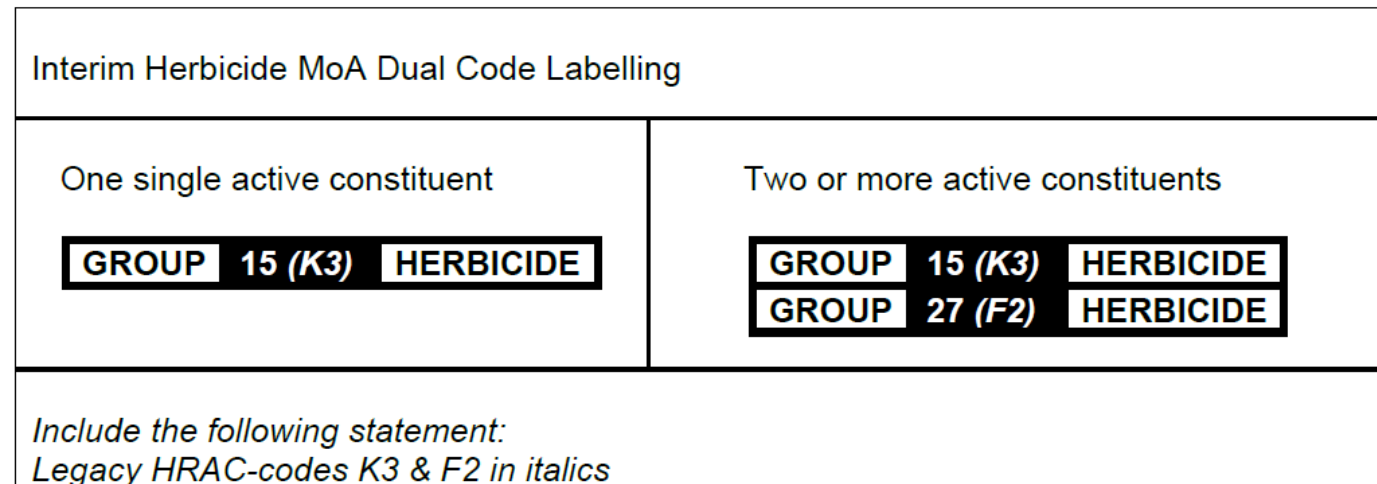 Interim Herbicide MoA Dual Code Labelling
One single active constituent
GROUP 15 (K3) HERBICIDE
Two or more active constituents
GROUP 15 (K3) HERBICIDE
GROUP 27 (F2) HERBICIDE
Include the following statement:
Legacy HRAC-codes K3 & F2 in italics